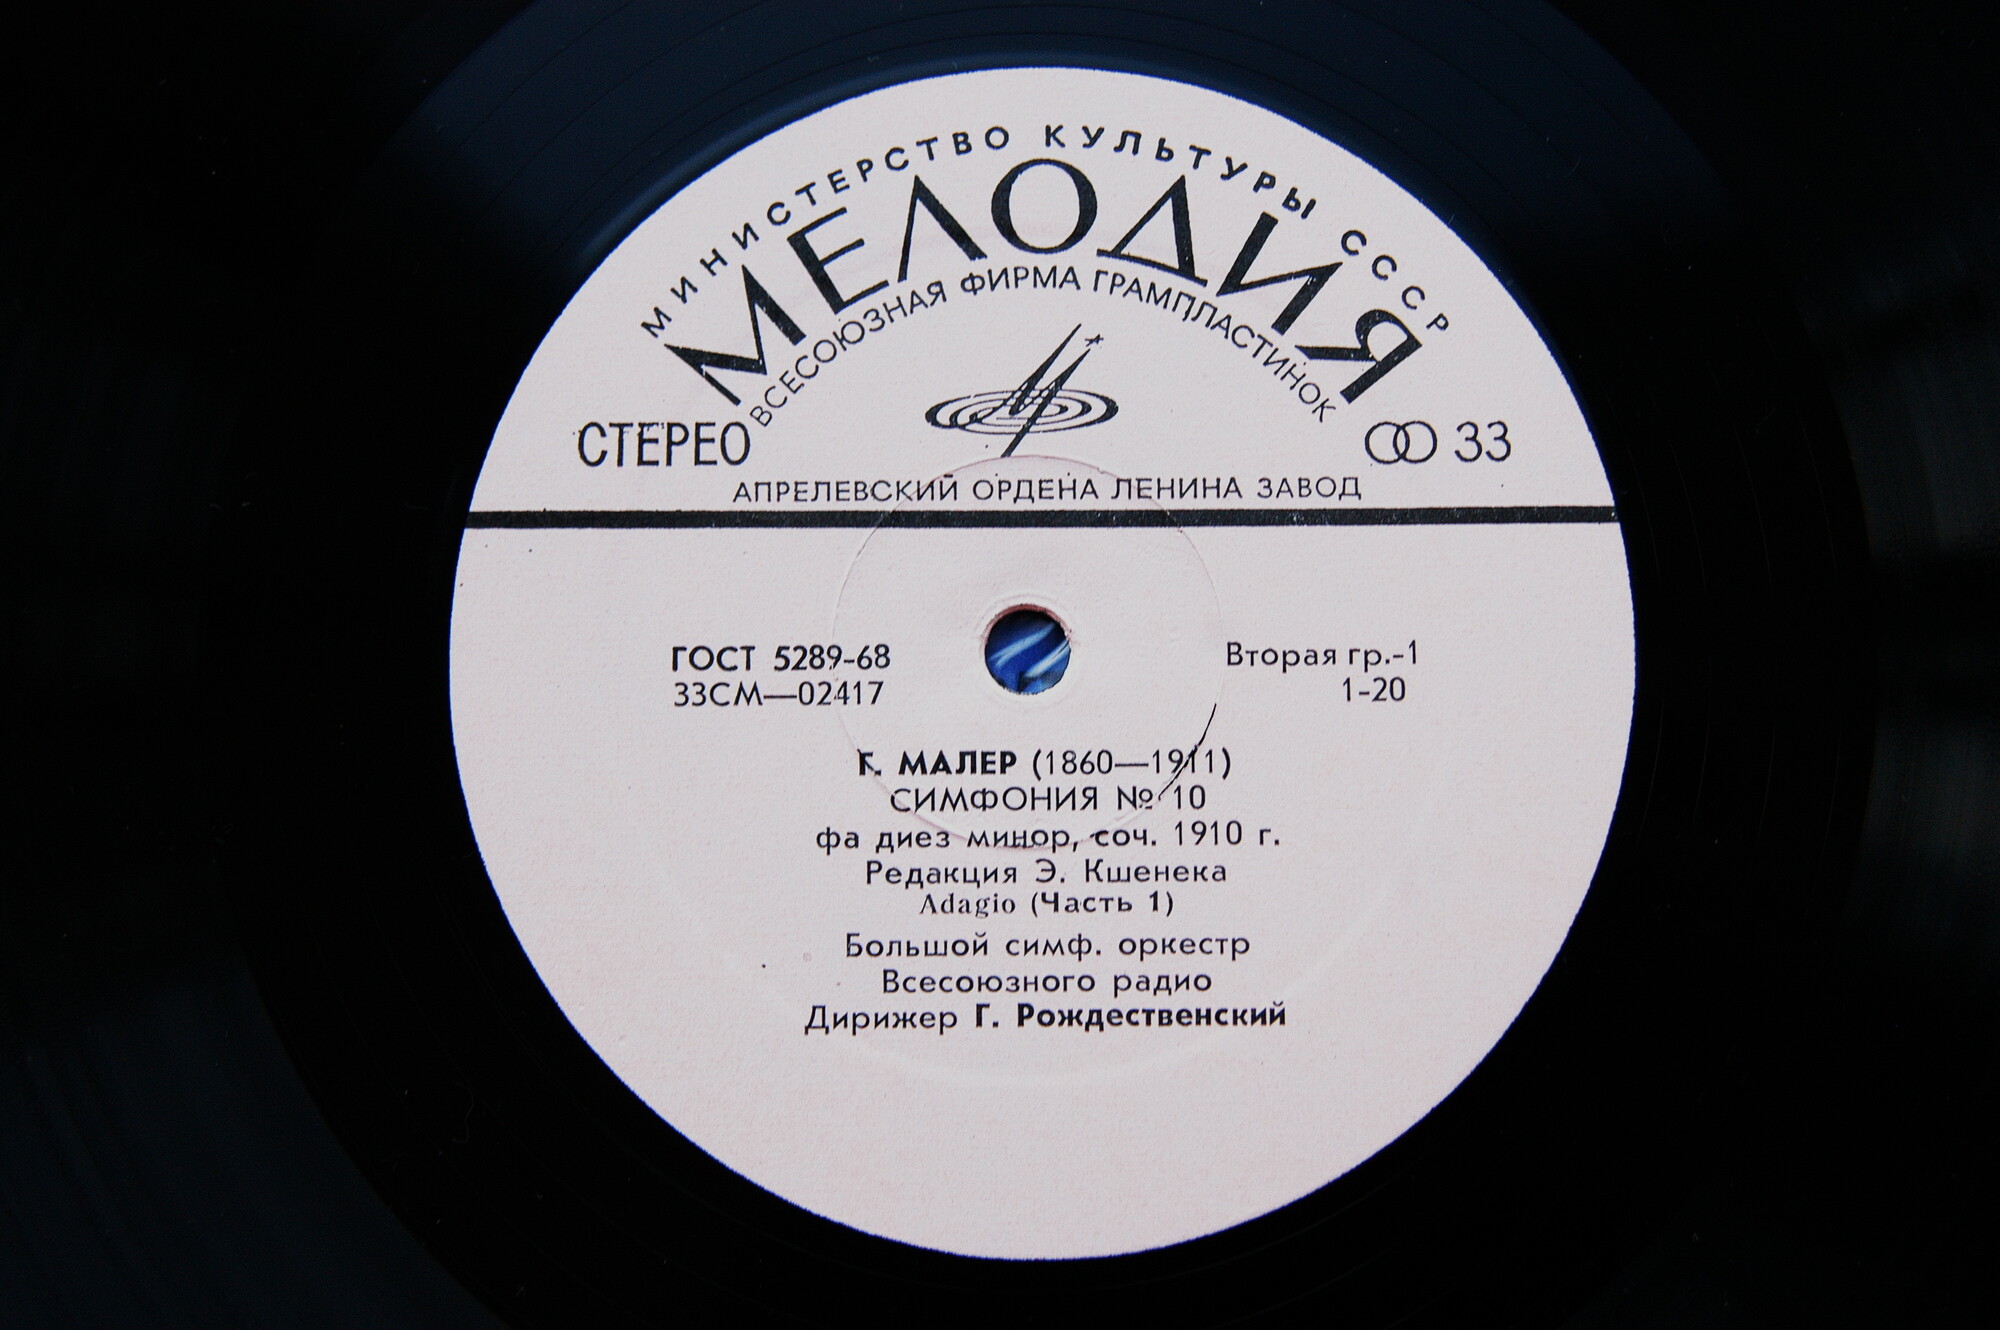 МИНИСТЕРСТВО КУЛЬТУРЫ СССР
МЕЛОДИЯ
ВСЕСОЮЗНАЯ ФИРМА ГРАМПЛАСТИНОК
СТЕРЕО
33
АПРЕЛЕВСКИЙ ОРДЕНА ЛЕНИНА ЗАВОД
ГОСТ 5289-68
33СМ—02417
Вторая гр.-1
1-20
Г. МАЛЕР (1860—1911)
СИМФОНИЯ № 10
фа диез минор, соч. 1910 г.
Редакция Э. Кшенека
Adagio (Часть 1)
Большой симф. оркестр
Всесоюзного радио
Дирижер Г. Рождественский